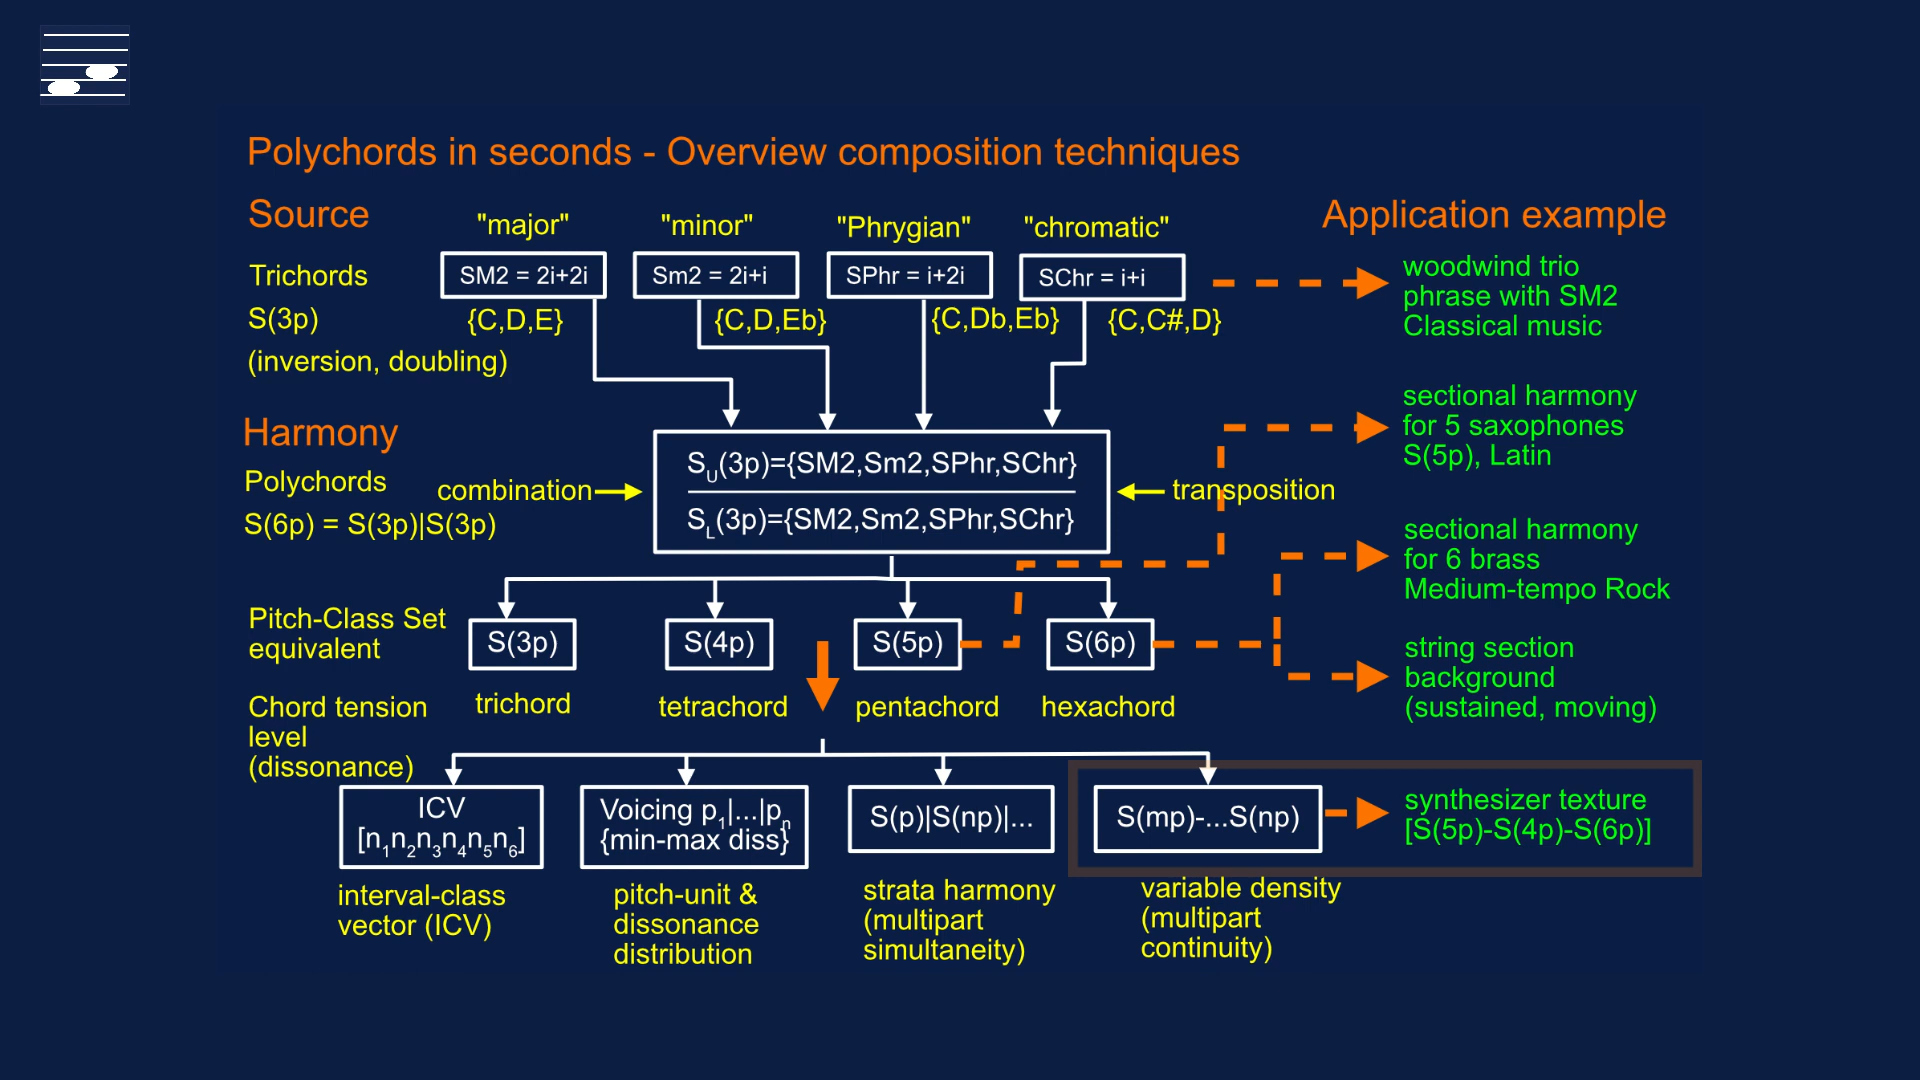 Polychords in seconds - Overview composition techniques
Source
"major"
"minor"
"Phrygian"
"chromatic"
Application example
Trichords
SM2 = 2i+2i
Sm2 = 2i+i
SPhr = i+2i
SChr = i+i
woodwind trio
phrase with SM2
Classical music
S(3p)
{C,D,E}
{C,D,Eb}
{C,Db,Eb}
{C,C#,D}
(inversion, doubling)
sectional harmony
for 5 saxophones
S(5p), Latin
Harmony
Polychords
S(6p) = S(3p)|S(3p)
combination
SU(3p)={SM2,Sm2,SPhr,SChr}
SL(3p)={SM2,Sm2,SPhr,SChr}
transposition
sectional harmony
for 6 brass
Medium-tempo Rock
Pitch-Class Set
equivalent
S(3p)
S(4p)
S(5p)
S(6p)
string section
background
(sustained, moving)
trichord
tetrachord
pentachord
hexachord
Chord tension
level
(dissonance)
ICV
[n1n2n3n4n5n6]
Voicing p1|...|pn
{min-max diss}
S(p)|S(np)|...
S(mp)-...S(np)
synthesizer texture
[S(5p)-S(4p)-S(6p)]
interval-class
vector (ICV)
pitch-unit &
dissonance
distribution
strata harmony
(multipart
simultaneity)
variable density
(multipart
continuity)